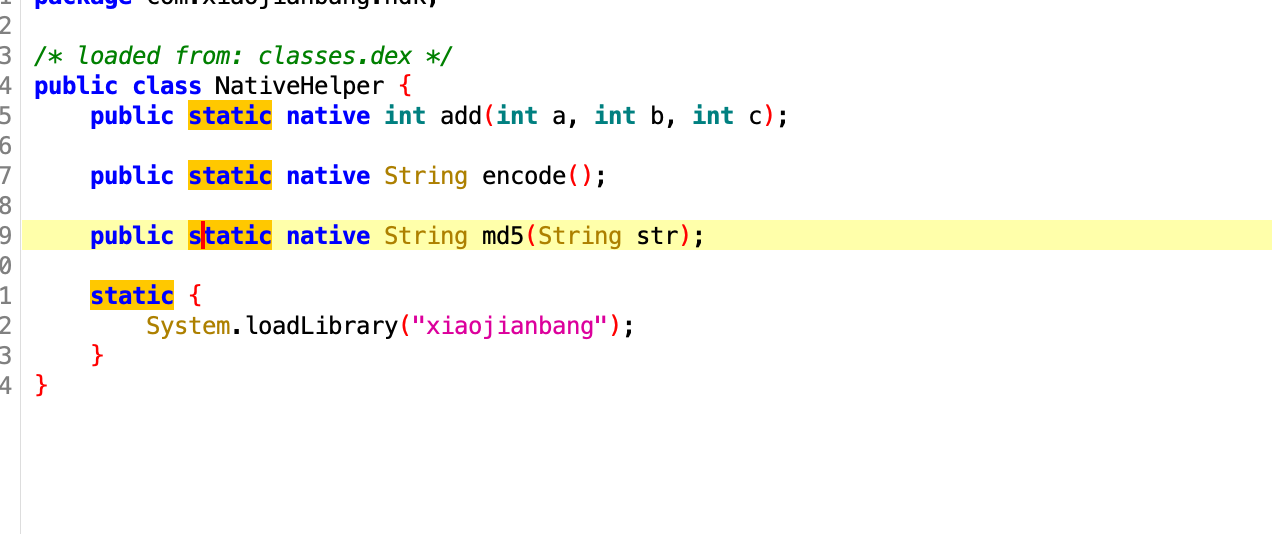 package com.xiaojianbang.ndk;
2
3 /* loaded from: classes.dex */
4 public class NativeHelper {
5 public static native int add(int a, int b, int c);
6
7 public static native String encode();
8
9 public static native String md5(String str);
0
1 static {
2 System.loadLibrary("xiaojianbang");
3 }
4 }